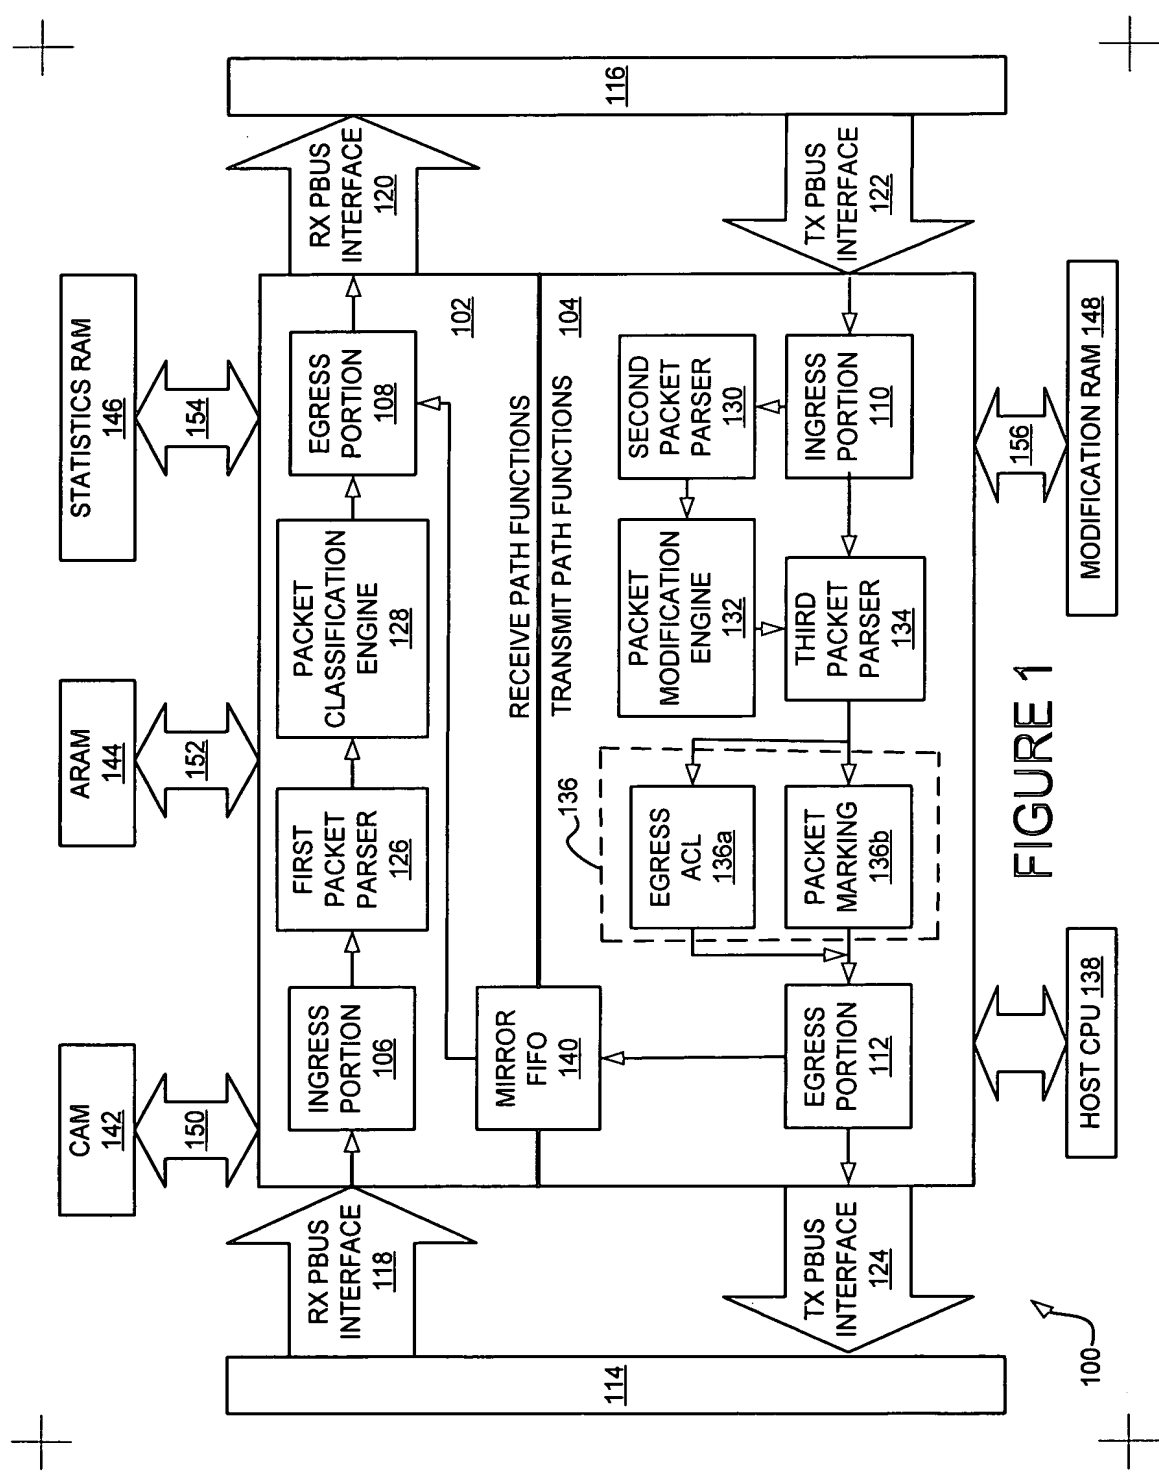 CAM
142
ARAM
144
STATISTICS RAM
146
150
152
154
114
RX PBUS
INTERFACE
118
INGRESS
PORTION
106
FIRST
PACKET
PARSER
126
PACKET
CLASSIFICATION
ENGINE
128
EGRESS
PORTION
108
RX PBUS
INTERFACE
120
116
102
RECEIVE PATH FUNCTIONS
TRANSMIT PATH FUNCTIONS
104
MIRROR
FIFO
140
136
EGRESS
ACL
136a
PACKET
MODIFICATION
ENGINE
132
SECOND
PACKET
PARSER
130
TX PBUS
INTERFACE
124
EGRESS
PORTION
112
PACKET
MARKING
136b
THIRD
PACKET
PARSER
134
INGRESS
PORTION
110
TX PBUS
INTERFACE
122
156
HOST CPU 138
MODIFICATION RAM 148
100
FIGURE 1